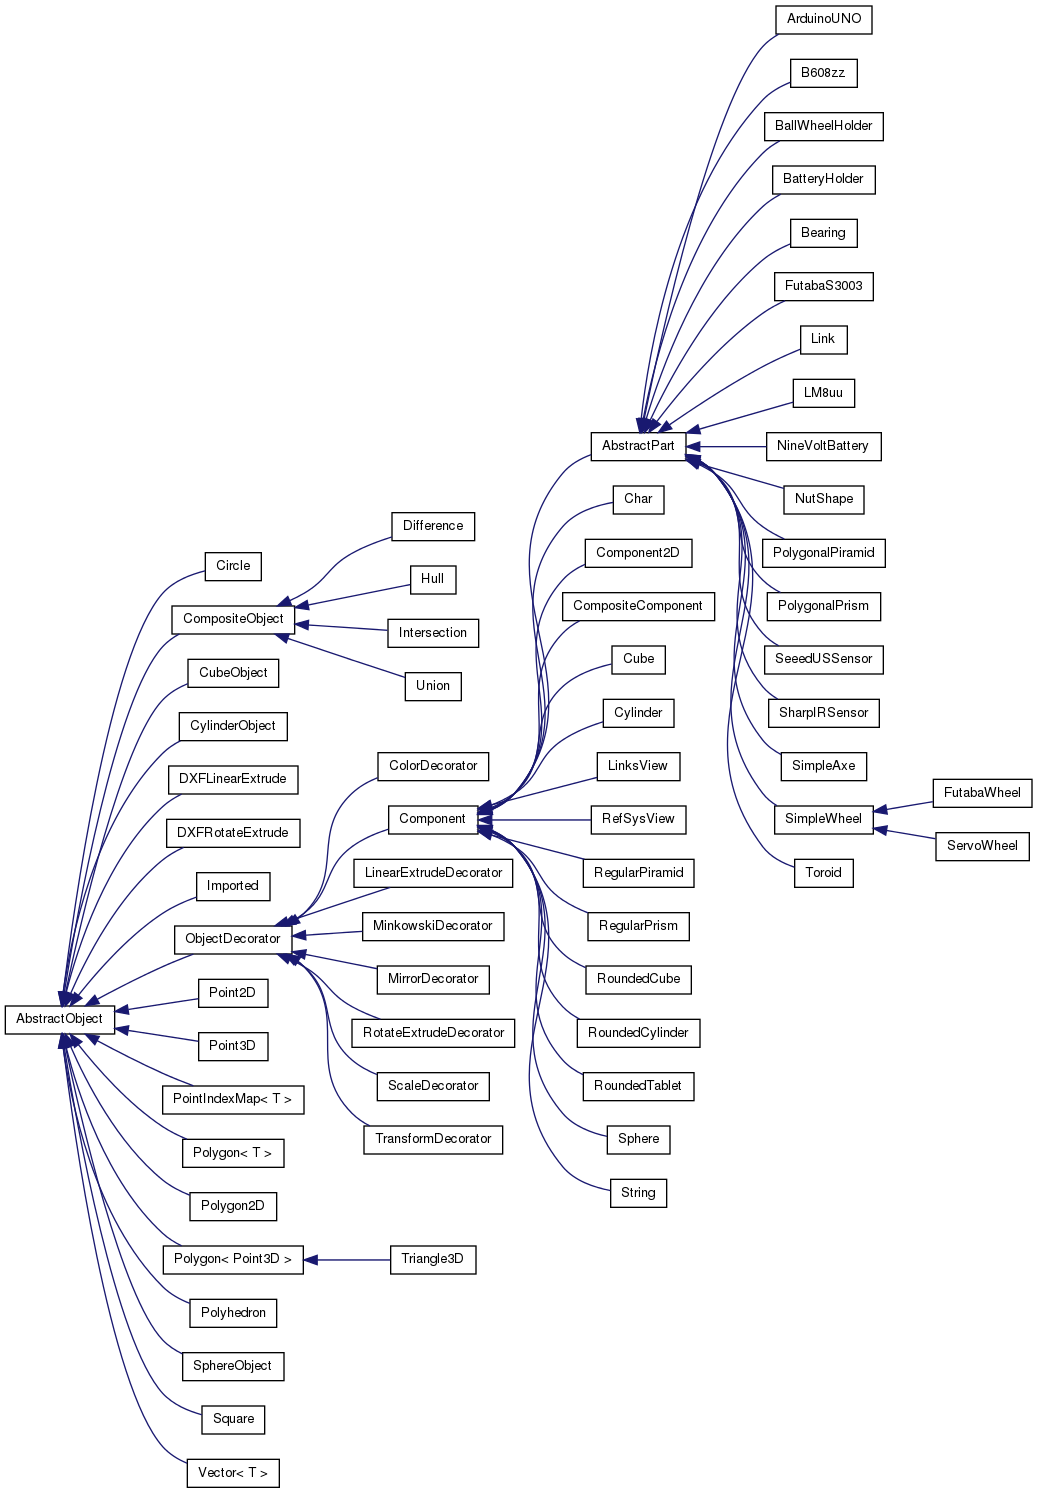 ArduinoUNO
B608zz
BallWheelHolder
BatteryHolder
Bearing
FutabaS3003
Link
LM8uu
AbstractPart
NineVoltBattery
Char
NutShape
Difference
Component2D
PolygonalPiramid
Circle
Hull
CompositeComponent
PolygonalPrism
CompositeObject
Intersection
Cube
SeeedUSSensor
CubeObject
Union
Cylinder
SharpIRSensor
CylinderObject
ColorDecorator
LinksView
SimpleAxe
DXFLinearExtrude
Component
RefSysView
SimpleWheel
FutabaWheel
DXFRotateExtrude
LinearExtrudeDecorator
RegularPiramid
Toroid
ServoWheel
Imported
MinkowskiDecorator
RegularPrism
ObjectDecorator
MirrorDecorator
RoundedCube
Point2D
AbstractObject
RotateExtrudeDecorator
RoundedCylinder
Point3D
ScaleDecorator
RoundedTablet
PointIndexMap< T >
TransformDecorator
Sphere
Polygon< T >
String
Polygon2D
Polygon< Point3D >
Triangle3D
Polyhedron
SphereObject
Square
Vector< T >